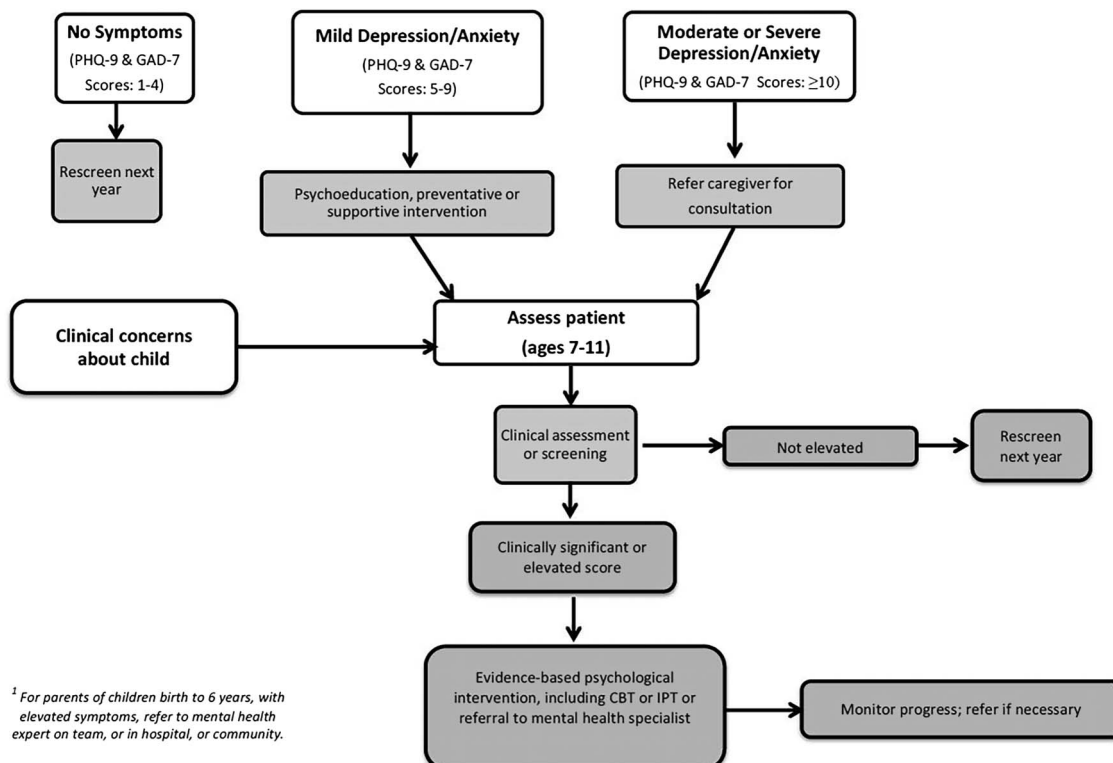 No Symptoms
(PHQ-9 & GAD-7
Scores: 1-4)
Mild Depression/Anxiety
(PHQ-9 & GAD-7
Scores: 5-9)
Moderate or Severe
Depression/Anxiety
(PHQ-9 & GAD-7 Scores: ≥10)
Rescreen next
year
Psychoeducation, preventative or
supportive intervention
Refer caregiver for
consultation
Clinical concerns
about child
Assess patient
(ages 7-11)
Clinical assessment
or screening
Not elevated
Rescreen
next year
Clinically significant or
elevated score
Evidence-based psychological
intervention, including CBT or IPT or
referral to mental health specialist
Monitor progress; refer if necessary
1 For parents of children birth to 6 years, with
elevated symptoms, refer to mental health
expert on team, or in hospital, or community.